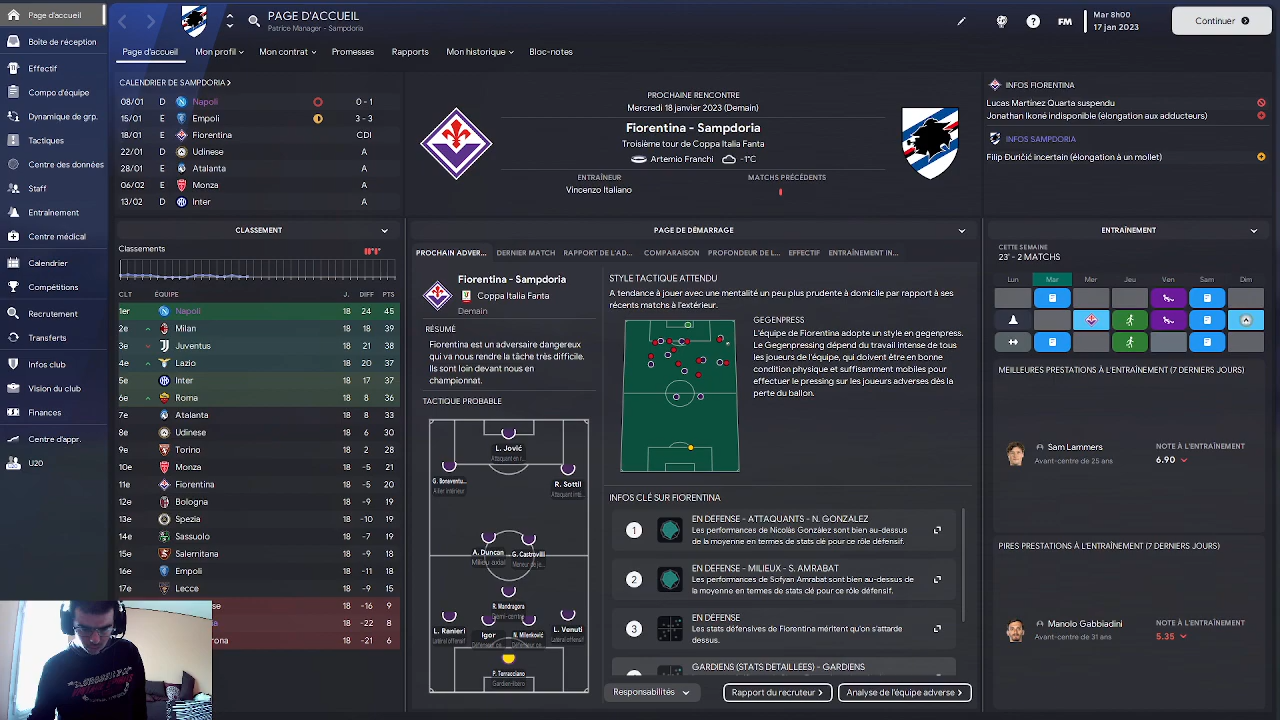 Page d'accueil
Boîte de réception
Effectif
Compo d'équipe
Dynamique de grp.
Tactiques
Centre des données
Staff
Entraînement
Centre médical
Calendrier
Compétitions
Recrutement
Transferts
Infos club
Vision du club
Finances
Centre d'appr.
U20
PAGE D'ACCUEIL
Patrice Manager - Sampdoria
FM
Mar 8h00
17 jan 2023
Continuer
Page d'accueil
Mon profil
Mon contrat
Promesses
Rapports
Mon historique
Bloc-notes
CALENDRIER DE SAMPDORIA
08/01 D Napoli 0 - 1
15/01 D Empoli 3 - 3
18/01 E Fiorentina CDI
22/01 D Udinese A
28/01 E Atalanta A
06/02 E Monza A
13/02 D Inter A
PROCHAINE RENCONTRE
Mercredi 18 janvier 2023 (Demain)
Fiorentina - Sampdoria
Troisième tour de Coppa Italia Fanta
Artemio Franchi -1°C
ENTRAÎNEUR
Vincenzo Italiano
MATCHS PRÉCÉDENTS
INFOS FIORENTINA
Lucas Martínez Quarta suspendu
Jonathan Ikoné indisponible (élongation aux adducteurs)
INFOS SAMPDORIA
Filip Đuričić incertain (élongation à un mollet)
CLASSEMENT
Classements
CLT ÉQUIPE J. DIFF PTS
1er Napoli 18 24 45
2e Milan 18 18 39
3e Juventus 18 21 38
4e Lazio 18 20 37
5e Inter 18 17 37
6e Roma 18 8 36
7e Atalanta 18 8 33
8e Udinese 18 6 30
9e Torino 18 2 28
10e Monza 18 -5 21
11e Fiorentina 18 -5 21
12e Bologna 18 -9 19
13e Spezia 18 -10 19
14e Sassuolo 18 -7 19
15e Salernitana 18 -9 18
16e Empoli 18 -11 18
17e Lecce 18 -9 15
18 -16 9
18 -22 8
18 -21 6
PAGE DE DÉMARRAGE
PROCHAIN ADVER...
DERNIER MATCH
RAPPORT DE L'AD...
COMPARAISON
PROFONDEUR DE L...
EFFECTIF
ENTRAÎNEMENT IN...
Fiorentina - Sampdoria
Coppa Italia Fanta
Demain
RÉSUMÉ
Fiorentina est un adversaire dangereux
qui va nous rendre la tâche très difficile.
Ils sont loin devant nous en
championnat.
TACTIQUE PROBABLE
L. Jović
G. Bonaventu...
Ailier intérieur
R. Sottil
A. Duncan
Milieu axial
G. Castrovilli
R. Mandragora
Demi-centre
L. Ranieri
Latéral offensif
Igor
N. Milenković
L. Venuti
Latéral offensif
P. Terracciano
Gardien-libéro
STYLE TACTIQUE ATTENDU
A tendance à jouer avec une mentalité un peu plus prudente à domicile par rapport à ses
récents matchs à l'extérieur.
GEGENPRESS
L'équipe de Fiorentina adopte un style en gegenpress.
Le Gegenpressing dépend du travail intense de tous
les joueurs de l'équipe, qui doivent être en bonne
condition physique et suffisamment mobiles pour
effectuer le pressing sur les joueurs adverses dès la
perte du ballon.
INFOS CLÉ SUR FIORENTINA
1
EN DÉFENSE - ATTAQUANTS - N. GONZÁLEZ
Les performances de Nicolás González sont bien au-dessus
de la moyenne en termes de stats clé pour ce rôle défensif.
2
EN DÉFENSE - MILIEUX - S. AMRABAT
Les performances de Sofyan Amrabat sont bien au-dessus de
la moyenne en termes de stats clé pour ce rôle défensif.
3
EN DÉFENSE
Les stats défensives de Fiorentina méritent qu'on s'attarde
dessus.
GARDIENS (STATS DÉTAILLÉES) - GARDIENS
Responsabilités
Rapport du recruteur
Analyse de l'équipe adverse
ENTRAÎNEMENT
CETTE SEMAINE
23° - 2 MATCHS
Lun Mar Mer Jeu Ven Sam Dim
MEILLEURES PRESTATIONS À L'ENTRAÎNEMENT (7 DERNIERS JOURS)
Sam Lammers
Avant-centre de 25 ans
NOTE À L'ENTRAÎNEMENT
6.90
PIRES PRESTATIONS À L'ENTRAÎNEMENT (7 DERNIERS JOURS)
Manolo Gabbiadini
Avant-centre de 31 ans
NOTE À L'ENTRAÎNEMENT
5.35